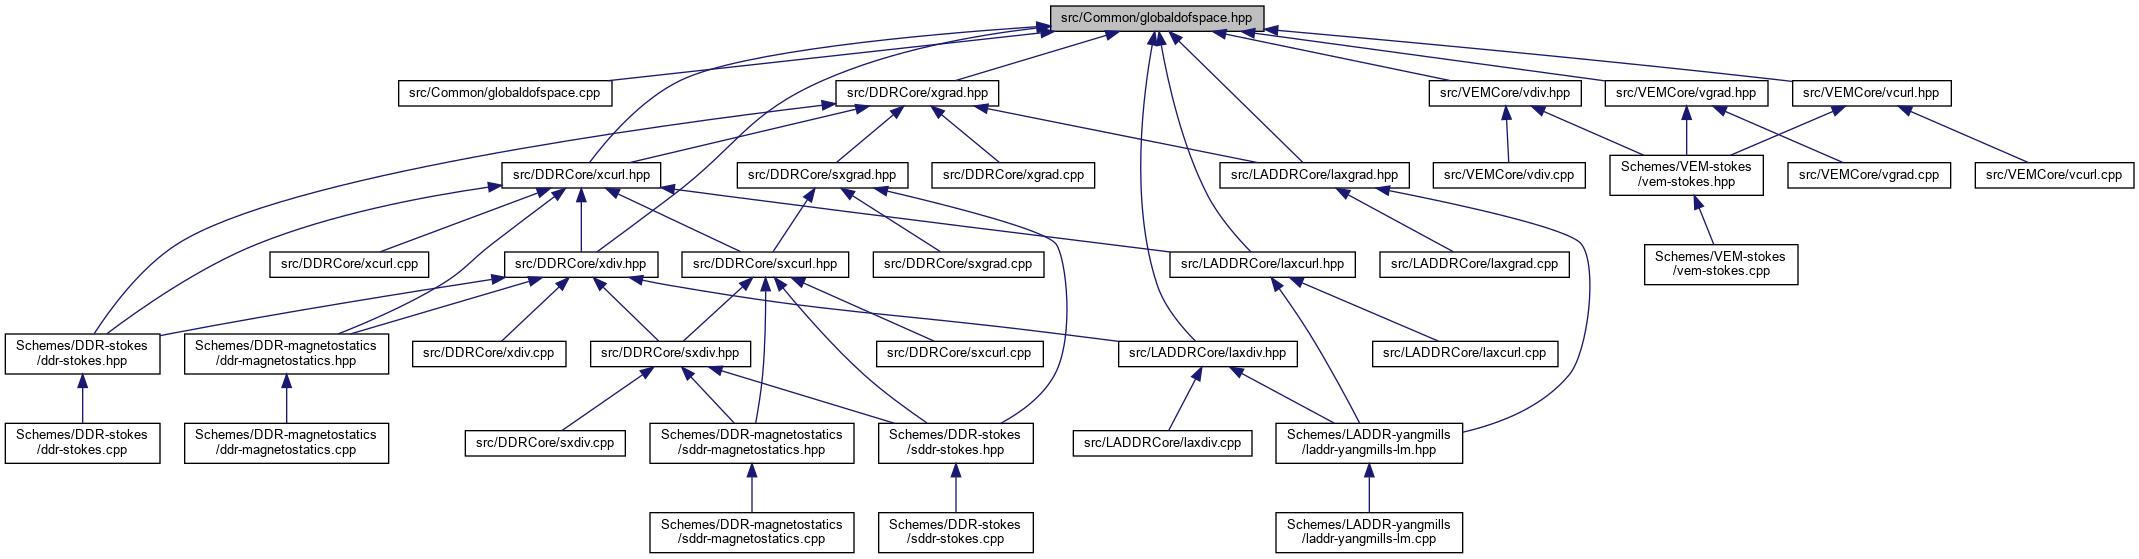 src/Common/globaldofspace.hpp
src/Common/globaldofspace.cpp
src/DDRCore/xgrad.hpp
src/VEMCore/vdiv.hpp
src/VEMCore/vgrad.hpp
src/VEMCore/vcurl.hpp
src/DDRCore/xcurl.hpp
src/DDRCore/sxgrad.hpp
src/DDRCore/xgrad.cpp
src/LADDRCore/laxgrad.hpp
src/VEMCore/vdiv.cpp
Schemes/VEM-stokes
/vem-stokes.hpp
src/VEMCore/vgrad.cpp
src/VEMCore/vcurl.cpp
src/DDRCore/xcurl.cpp
src/DDRCore/xdiv.hpp
src/DDRCore/sxcurl.hpp
src/DDRCore/sxgrad.cpp
src/LADDRCore/laxcurl.hpp
src/LADDRCore/laxgrad.cpp
Schemes/VEM-stokes
/vem-stokes.cpp
Schemes/DDR-stokes
/ddr-stokes.hpp
Schemes/DDR-magnetostatics
/ddr-magnetostatics.hpp
src/DDRCore/xdiv.cpp
src/DDRCore/sxdiv.hpp
src/DDRCore/sxcurl.cpp
src/LADDRCore/laxdiv.hpp
src/LADDRCore/laxcurl.cpp
Schemes/DDR-stokes
/ddr-stokes.cpp
Schemes/DDR-magnetostatics
/ddr-magnetostatics.cpp
src/DDRCore/sxdiv.cpp
Schemes/DDR-magnetostatics
/sddr-magnetostatics.hpp
Schemes/DDR-stokes
/sddr-stokes.hpp
src/LADDRCore/laxdiv.cpp
Schemes/LADDR-yangmills
/laddr-yangmills-lm.hpp
Schemes/DDR-magnetostatics
/sddr-magnetostatics.cpp
Schemes/DDR-stokes
/sddr-stokes.cpp
Schemes/LADDR-yangmills
/laddr-yangmills-lm.cpp